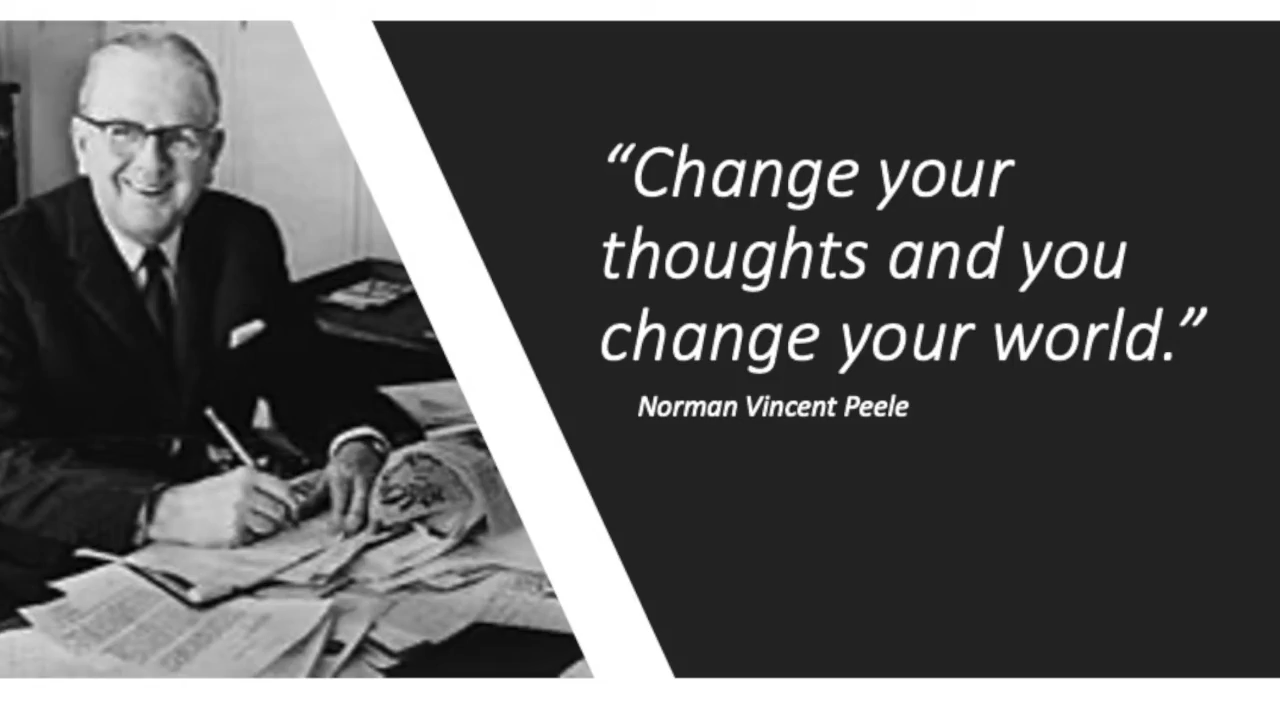 “Change your
thoughts and you
change your world.”
Norman Vincent Peele